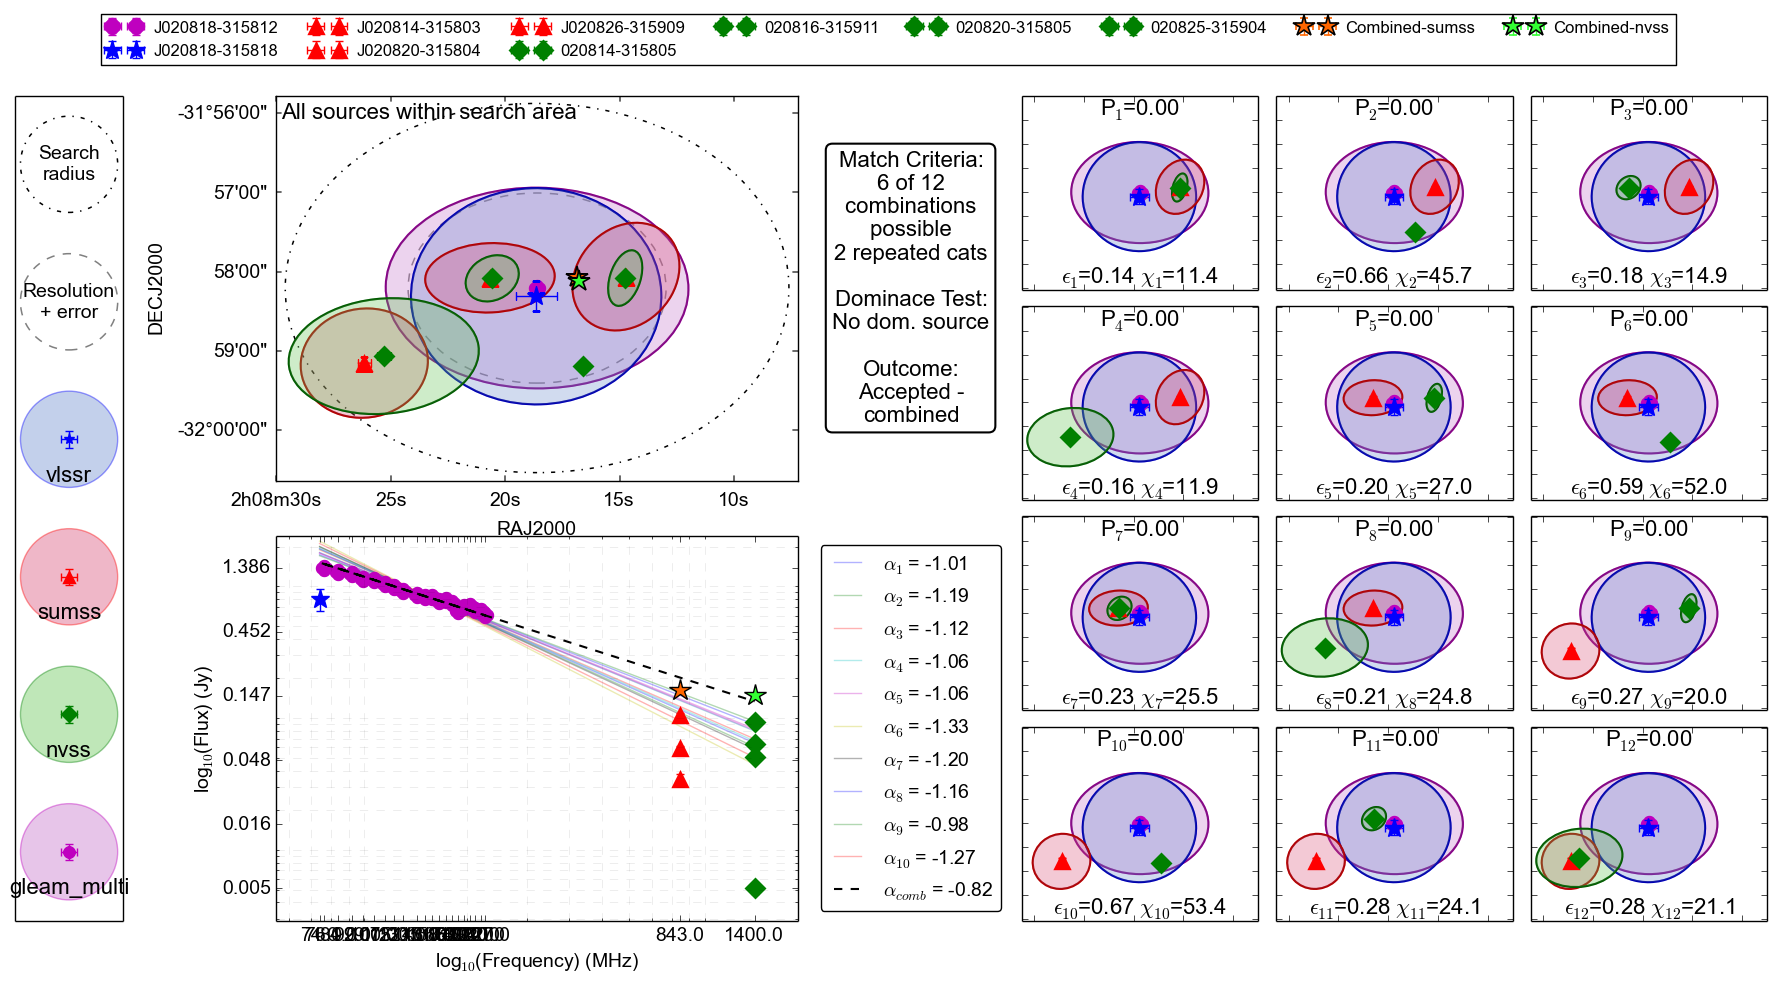 J020818-315812
J020814-315803
J020826-315909
020816-315911
020820-315805
020825-315904
Combined-sumss
Combined-nvss
J020818-315818
J020820-315804
020814-315805
Search
radius
Resolution
+ error
vlssr
sumss
nvss
gleam_multi
All sources within search area
DECJ2000
-31°56'00"
57'00"
58'00"
59'00"
-32°00'00"
2h08m30s
25s
20s
15s
10s
RAJ2000
Match Criteria:
6 of 12
combinations
possible
2 repeated cats
Dominace Test:
No dom. source
Outcome:
Accepted -
combined
log10(Flux) (Jy)
1.386
0.452
0.147
0.048
0.016
0.005
843.0
1400.0
log10(Frequency) (MHz)
α1 = -1.01
α2 = -1.19
α3 = -1.12
α4 = -1.06
α5 = -1.06
α6 = -1.33
α7 = -1.20
α8 = -1.16
α9 = -0.98
α10 = -1.27
αcomb = -0.82
P1=0.00
ϵ1=0.14 χ1=11.4
P2=0.00
ϵ2=0.66 χ2=45.7
P3=0.00
ϵ3=0.18 χ3=14.9
P4=0.00
ϵ4=0.16 χ4=11.9
P5=0.00
ϵ5=0.20 χ5=27.0
P6=0.00
ϵ6=0.59 χ6=52.0
P7=0.00
ϵ7=0.23 χ7=25.5
P8=0.00
ϵ8=0.21 χ8=24.8
P9=0.00
ϵ9=0.27 χ9=20.0
P10=0.00
ϵ10=0.67 χ10=53.4
P11=0.00
ϵ11=0.28 χ11=24.1
P12=0.00
ϵ12=0.28 χ12=21.1